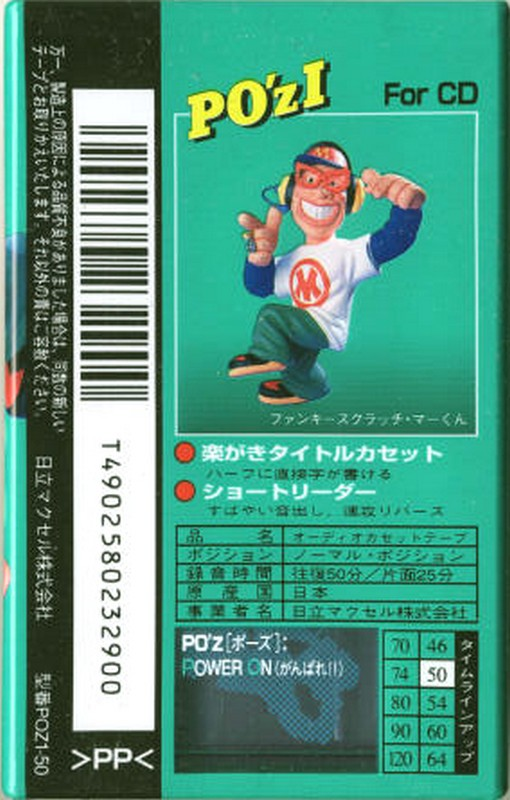 PO'zI
For CD
ファンキースクラッチ・マーくん
楽がきタイトルカセット
ハーフに直接字が書ける
ショートリーダー
すばやい音出し、速攻リバース
品 名 オーディオカセットテープ
ポジション ノーマル・ポジション
録音時間 往復50分／片面25分
原産国 日本
事業者名 日立マクセル株式会社
PO'z[ポーズ]:
POWER ON(がんばれ!!)
70 46
74 50
80 54
90 60
120 64
タイムラインアップ
万一、製造上の原因による品質不良がありました場合は、同数の新しい
テープとお取りかえいたします。それ以外の責はご容赦ください。
日立マクセル株式会社
型番POZ1-50
T4902580232900
>PP<